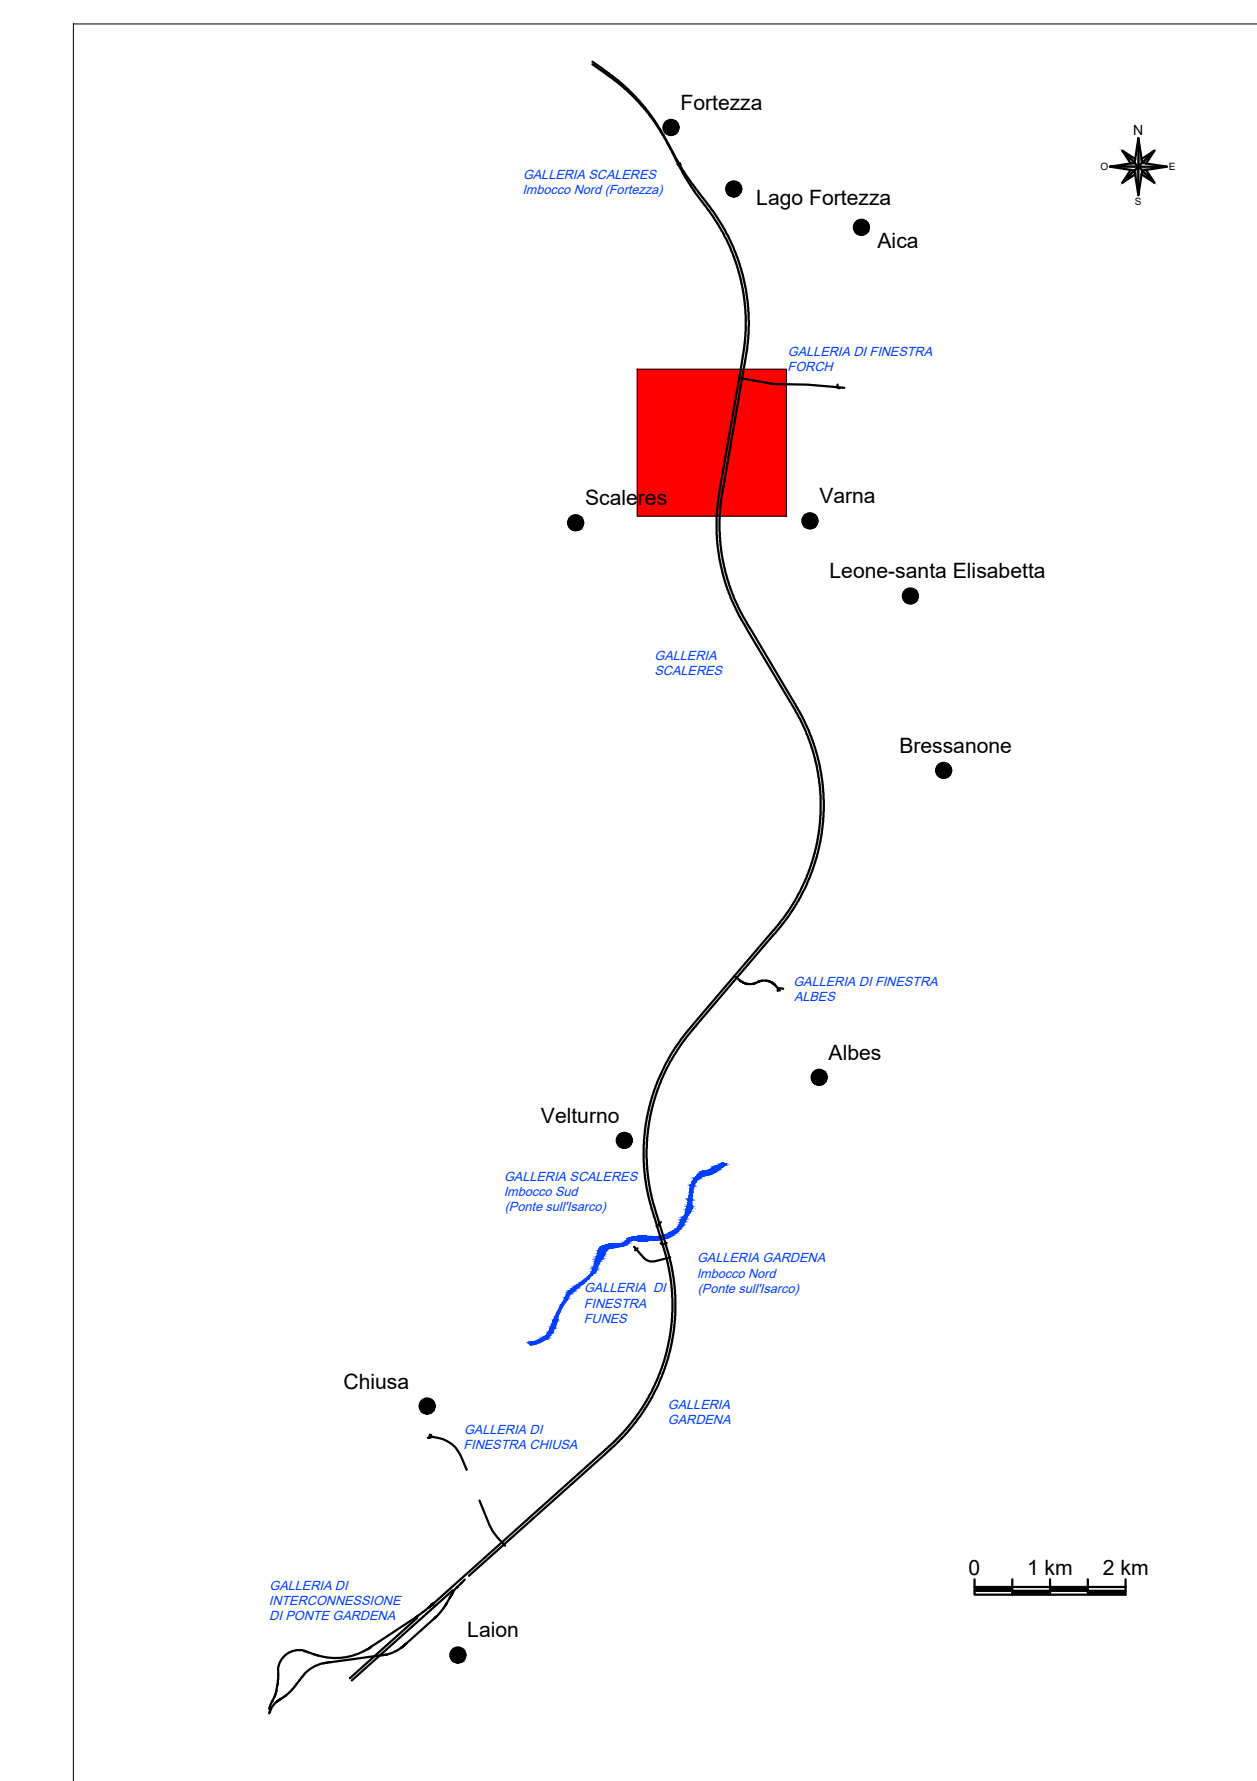 Fortezza
N
O
E
S
GALLERIA SCALERES
Imbocco Nord (Fortezza)
Lago Fortezza
Aica
GALLERIA DI FINESTRA
FORCH
Scaleres
Varna
Leone-santa Elisabetta
GALLERIA
SCALERES
Bressanone
GALLERIA DI FINESTRA
ALBES
Albes
Velturno
GALLERIA SCALERES
Imbocco Sud
(Ponte sull'Isarco)
GALLERIA GARDENA
Imbocco Nord
(Ponte sull'Isarco)
GALLERIA DI
FINESTRA
FUNES
Chiusa
GALLERIA
GARDENA
GALLERIA DI
FINESTRA CHIUSA
0 1 km 2 km
GALLERIA DI
INTERCONNESSIONE
DI PONTE GARDENA
Laion